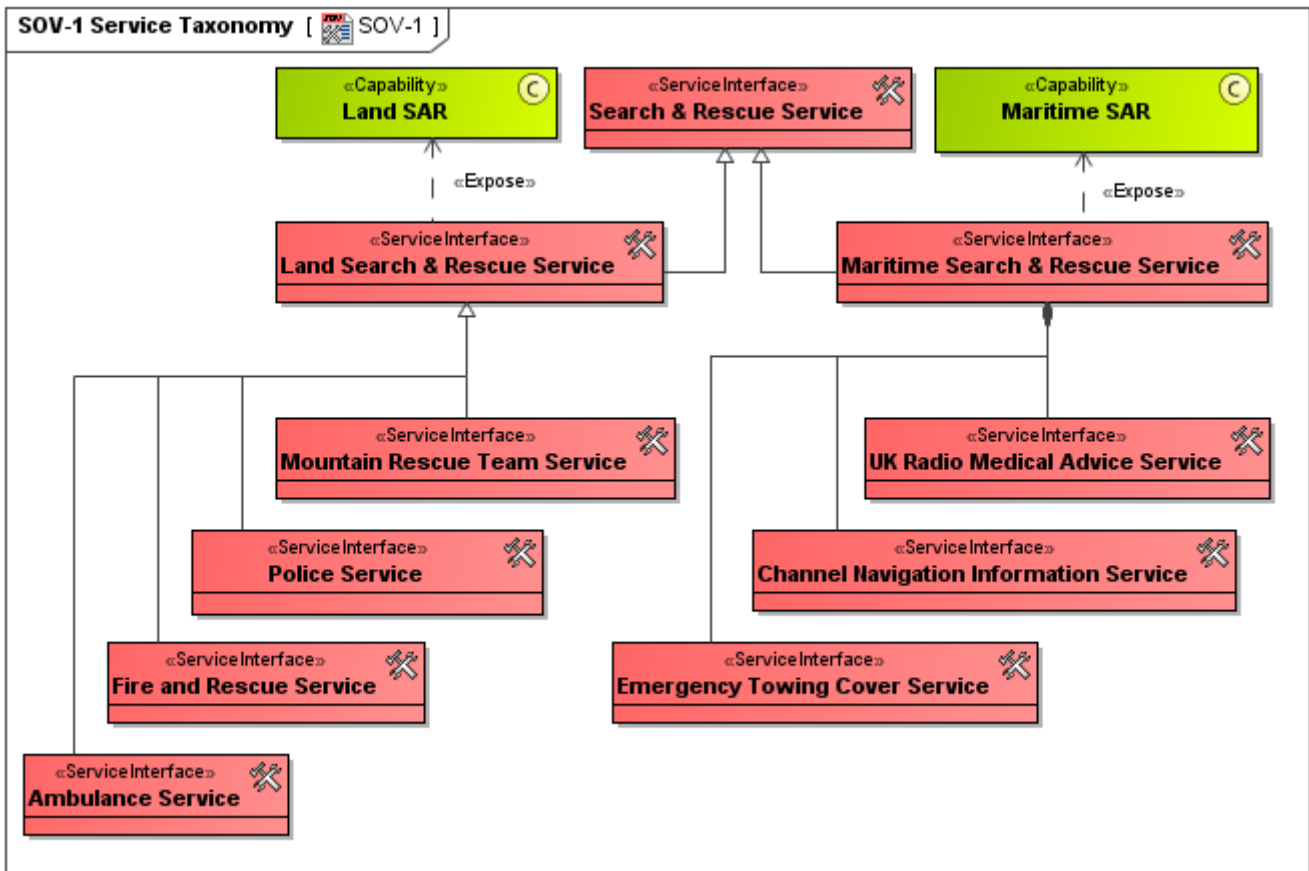 SOV-1 Service Taxonomy [ SOV-1 ]
«Capability»
Land SAR
C
«ServiceInterface»
Search & Rescue Service
«Capability»
Maritime SAR
C
«Expose»
«Expose»
«ServiceInterface»
Land Search & Rescue Service
«ServiceInterface»
Maritime Search & Rescue Service
«ServiceInterface»
Mountain Rescue Team Service
«ServiceInterface»
UK Radio Medical Advice Service
«ServiceInterface»
Police Service
«ServiceInterface»
Channel Navigation Information Service
«ServiceInterface»
Fire and Rescue Service
«ServiceInterface»
Emergency Towing Cover Service
«ServiceInterface»
Ambulance Service